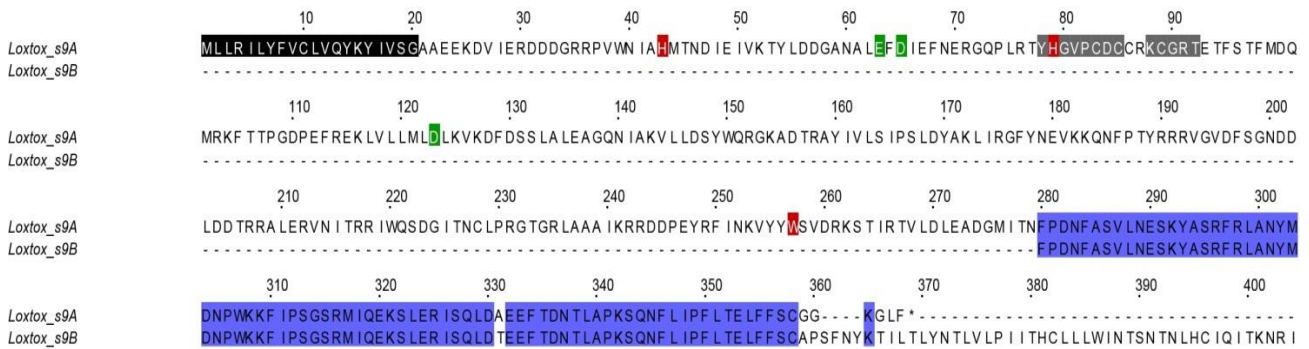 10 20 30 40 50 60 70 80 90
Loxtox_s9A MLLRILYFVCLVQYKYIVSGAAEEKDVIERDDDGRRPVWNIAHMTNDIEIVKTYLDDGANALEFDIEFNERGQPLRTYHGVPCDCCRKCGRTETFSTFMDQ
Loxtox_s9B -----------------------------------------------------------------------------------------------------
110 120 130 140 150 160 170 180 190 200
Loxtox_s9A MRKFTTPGDPEFREKLVLLMLDLKVKDFDSSLALEAGQNIAKVLLDSYWQRGKADTRAYIVLSIPSLDYAKLIRGFYNEVKKQNFPTYRRRVGVDFSGNDD
Loxtox_s9B -----------------------------------------------------------------------------------------------------
210 220 230 240 250 260 270 280 290 300
Loxtox_s9A LDDTRRALERVNITRRIWQSDGITNCLPRGTGRLAAAIKRRDDPEYRFINKVYYWSVDRKSTIRTVLDLEADGMITNFPDNFASVLNESKYASRFRLANYM
Loxtox_s9B -----------------------------------------------------------------------------FPDNFASVLNESKYASRFRLANYM
310 320 330 340 350 360 370 380 390 400
Loxtox_s9A DNPWKKFIPSGSRMIQEKSLERISQLDAEEFTDNTLAPKSQNFLIPFLTELFFSCGG----KGLF*-----------------------------------
Loxtox_s9B DNPWKKFIPSGSRMIQEKSLERISQLDTEEFTDNTLAPKSQNFLIPFLTELFFSCAPSFNYKTILTLYNTLVLPIITHCLLLWINTSNTNLHCIQITKNRI